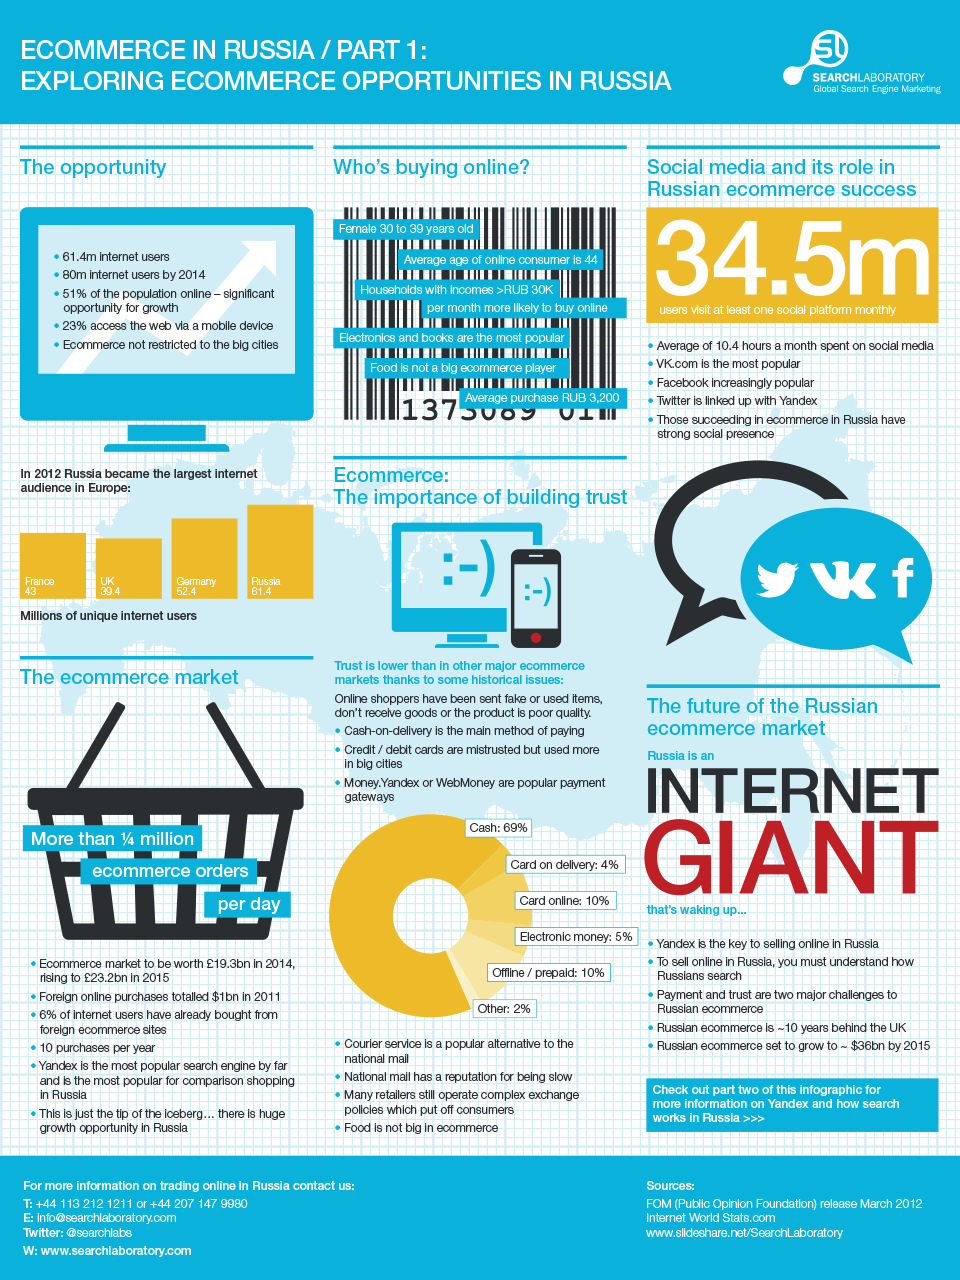 ECOMMERCE IN RUSSIA / PART 1:
EXPLORING ECOMMERCE OPPORTUNITIES IN RUSSIA
SL
SEARCHLABORATORY
Global Search Engine Marketing
The opportunity
• 61.4m internet users
• 80m internet users by 2014
• 51% of the population online – significant
opportunity for growth
• 23% access the web via a mobile device
• Ecommerce not restricted to the big cities
In 2012 Russia became the largest internet
audience in Europe:
France
43
UK
39.4
Germany
52.4
Russia
61.4
Millions of unique internet users
The ecommerce market
More than ¼ million
ecommerce orders
per day
• Ecommerce market to be worth £19.3bn in 2014,
rising to £23.2bn in 2015
• Foreign online purchases totalled $1bn in 2011
• 6% of internet users have already bought from
foreign ecommerce sites
• 10 purchases per year
• Yandex is the most popular search engine by far
and is the most popular for comparison shopping
in Russia
• This is just the tip of the iceberg… there is huge
growth opportunity in Russia
Who's buying online?
Female 30 to 39 years old
Average age of online consumer is 44
Households with incomes >RUB 30K
per month more likely to buy online
Electronics and books are the most popular
Food is not a big ecommerce player
Average purchase RUB 3,200
1373089 01
Ecommerce:
The importance of building trust
:-)
:-)
Trust is lower than in other major ecommerce
markets thanks to some historical issues:
Online shoppers have been sent fake or used items,
don't receive goods or the product is poor quality.
• Cash-on-delivery is the main method of paying
• Credit / debit cards are mistrusted but used more
in big cities
• Money.Yandex or WebMoney are popular payment
gateways
Cash: 69%
Card on delivery: 4%
Card online: 10%
Electronic money: 5%
Offline / prepaid: 10%
Other: 2%
• Courier service is a popular alternative to the
national mail
• National mail has a reputation for being slow
• Many retailers still operate complex exchange
policies which put off consumers
• Food is not big in ecommerce
Social media and its role in
Russian ecommerce success
34.5m
users visit at least one social platform monthly
• Average of 10.4 hours a month spent on social media
• VK.com is the most popular
• Facebook increasingly popular
• Twitter is linked up with Yandex
• Those succeeding in ecommerce in Russia have
strong social presence
The future of the Russian
ecommerce market
Russia is an
INTERNET
GIANT
that's waking up...
• Yandex is the key to selling online in Russia
• To sell online in Russia, you must understand how
Russians search
• Payment and trust are two major challenges to
Russian ecommerce
• Russian ecommerce is ~10 years behind the UK
• Russian ecommerce set to grow to ~ $36bn by 2015
Check out part two of this infographic for
more information on Yandex and how search
works in Russia >>>
For more information on trading online in Russia contact us:
T: +44 113 212 1211 or +44 207 147 9980
E: info@searchlaboratory.com
Twitter: @searchlabs
W: www.searchlaboratory.com
Sources:
FOM (Public Opinion Foundation) release March 2012
Internet World Stats.com
www.slideshare.net/SearchLaboratory